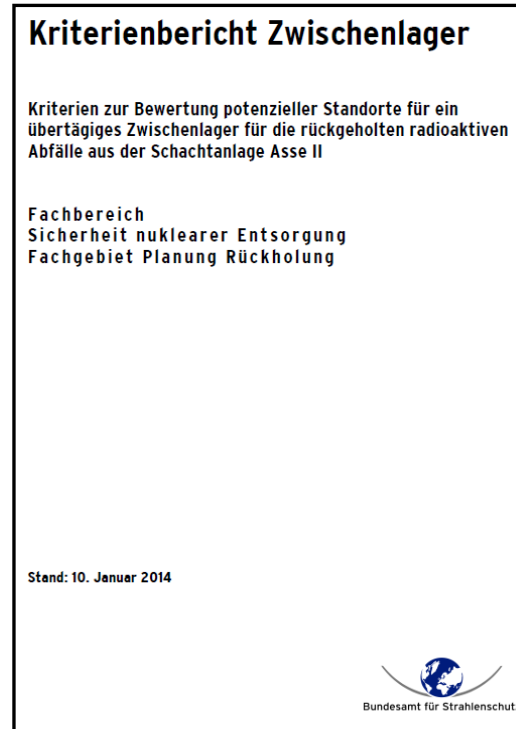 Kriterienbericht Zwischenlager
Kriterien zur Bewertung potenzieller Standorte für ein
übertägiges Zwischenlager für die rückgeholten radioaktiven
Abfälle aus der Schachtanlage Asse II
Fachbereich
Sicherheit nuklearer Entsorgung
Fachgebiet Planung Rückholung
Stand: 10. Januar 2014
Bundesamt für Strahlenschut